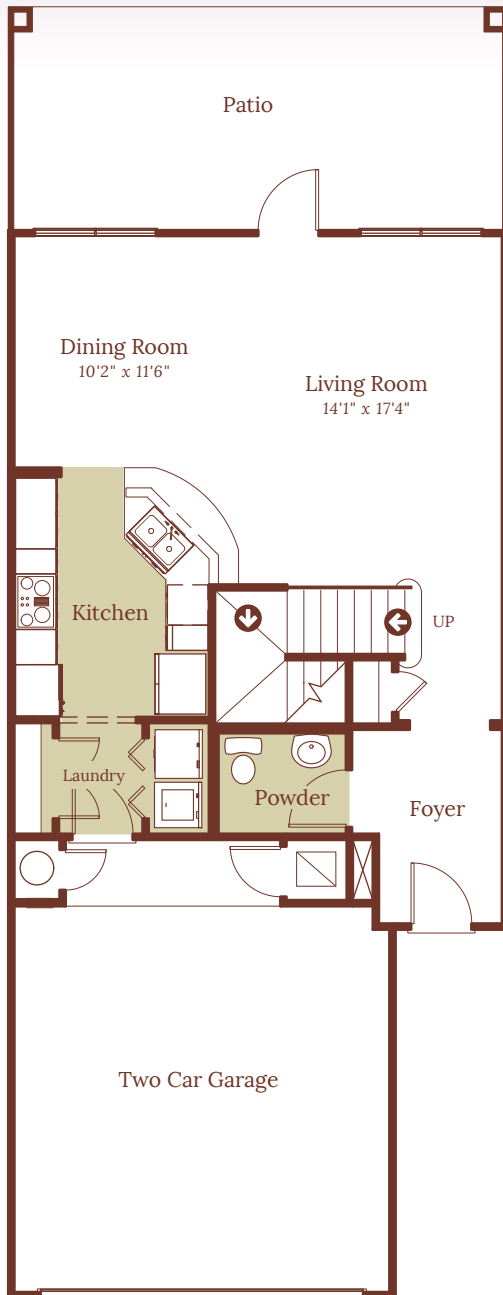 Patio
Dining Room
10'2" x 11'6"
Living Room
14'1" x 17'4"
Kitchen
UP
Laundry
Powder
Foyer
Two Car Garage